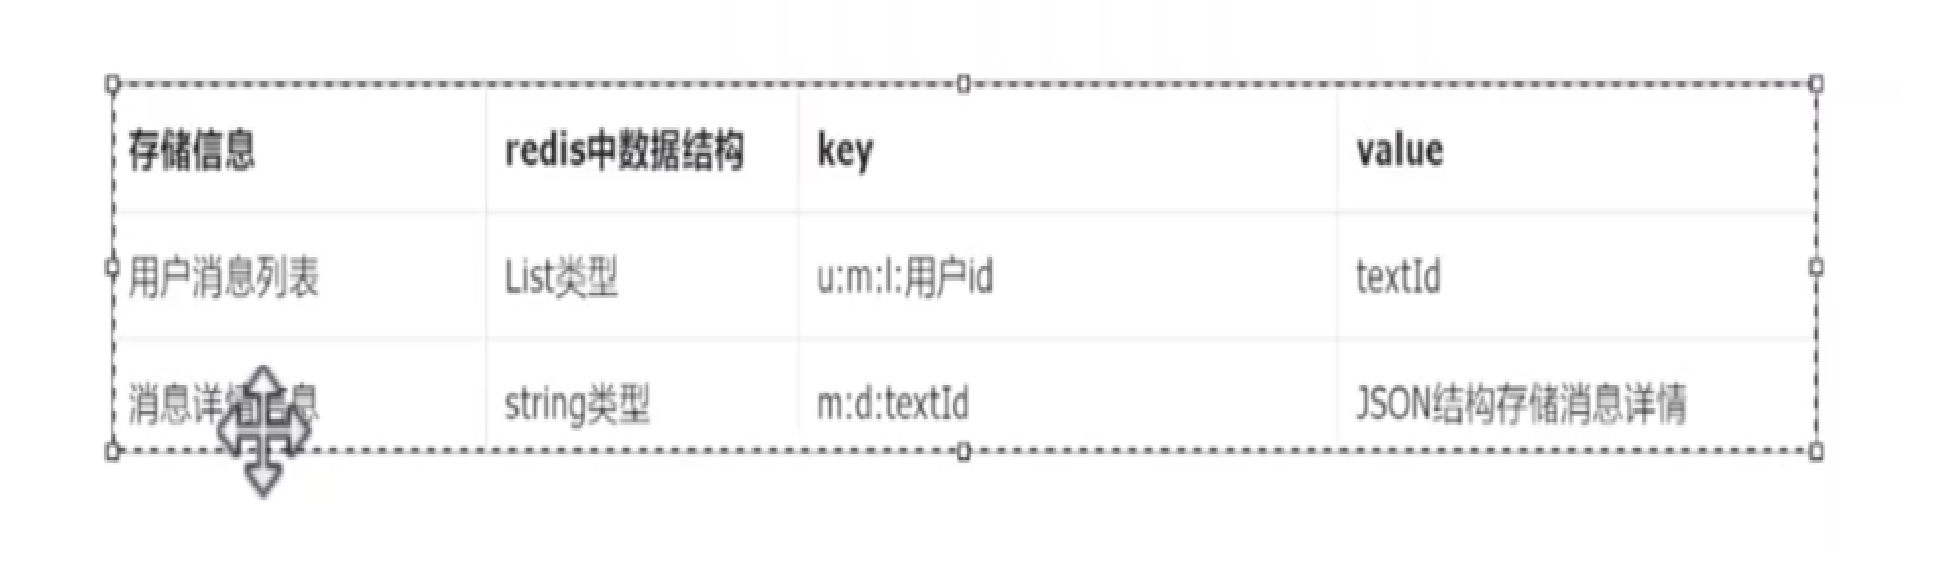 存储信息 redis中数据结构 key value
用户消息列表 List类型 u:m:l:用户id textId
消息详情信息 string类型 m:d:textId JSON结构存储消息详情